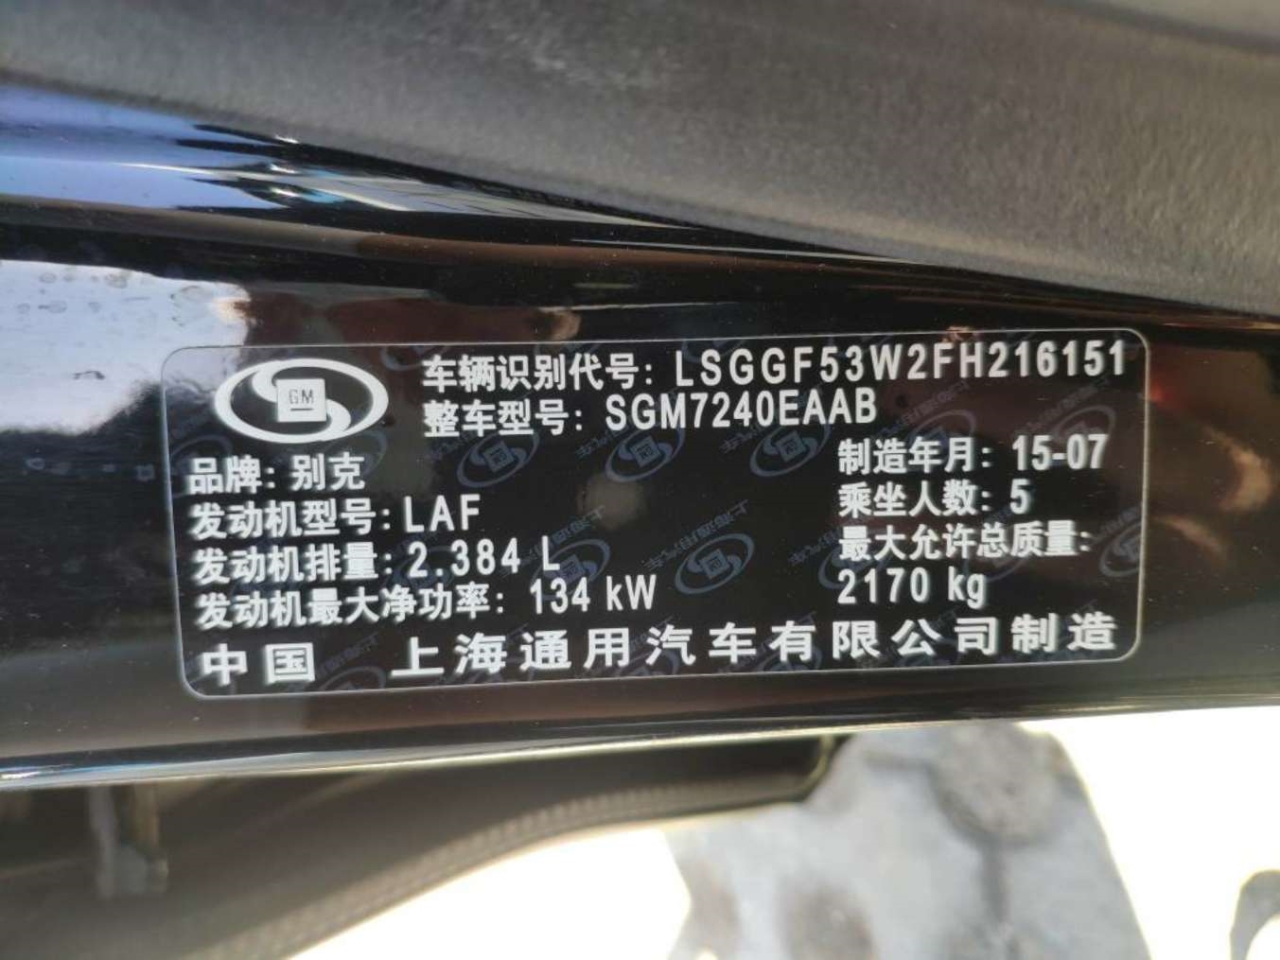 GM
车辆识别代号: LSGGF53W2FH216151
整车型号: SGM7240EAAB
品牌: 别克
制造年月: 15-07
发动机型号: LAF
乘坐人数: 5
发动机排量: 2.384 L
最大允许总质量:
发动机最大净功率: 134 kW
2170 kg
中国 上海通用汽车有限公司制造